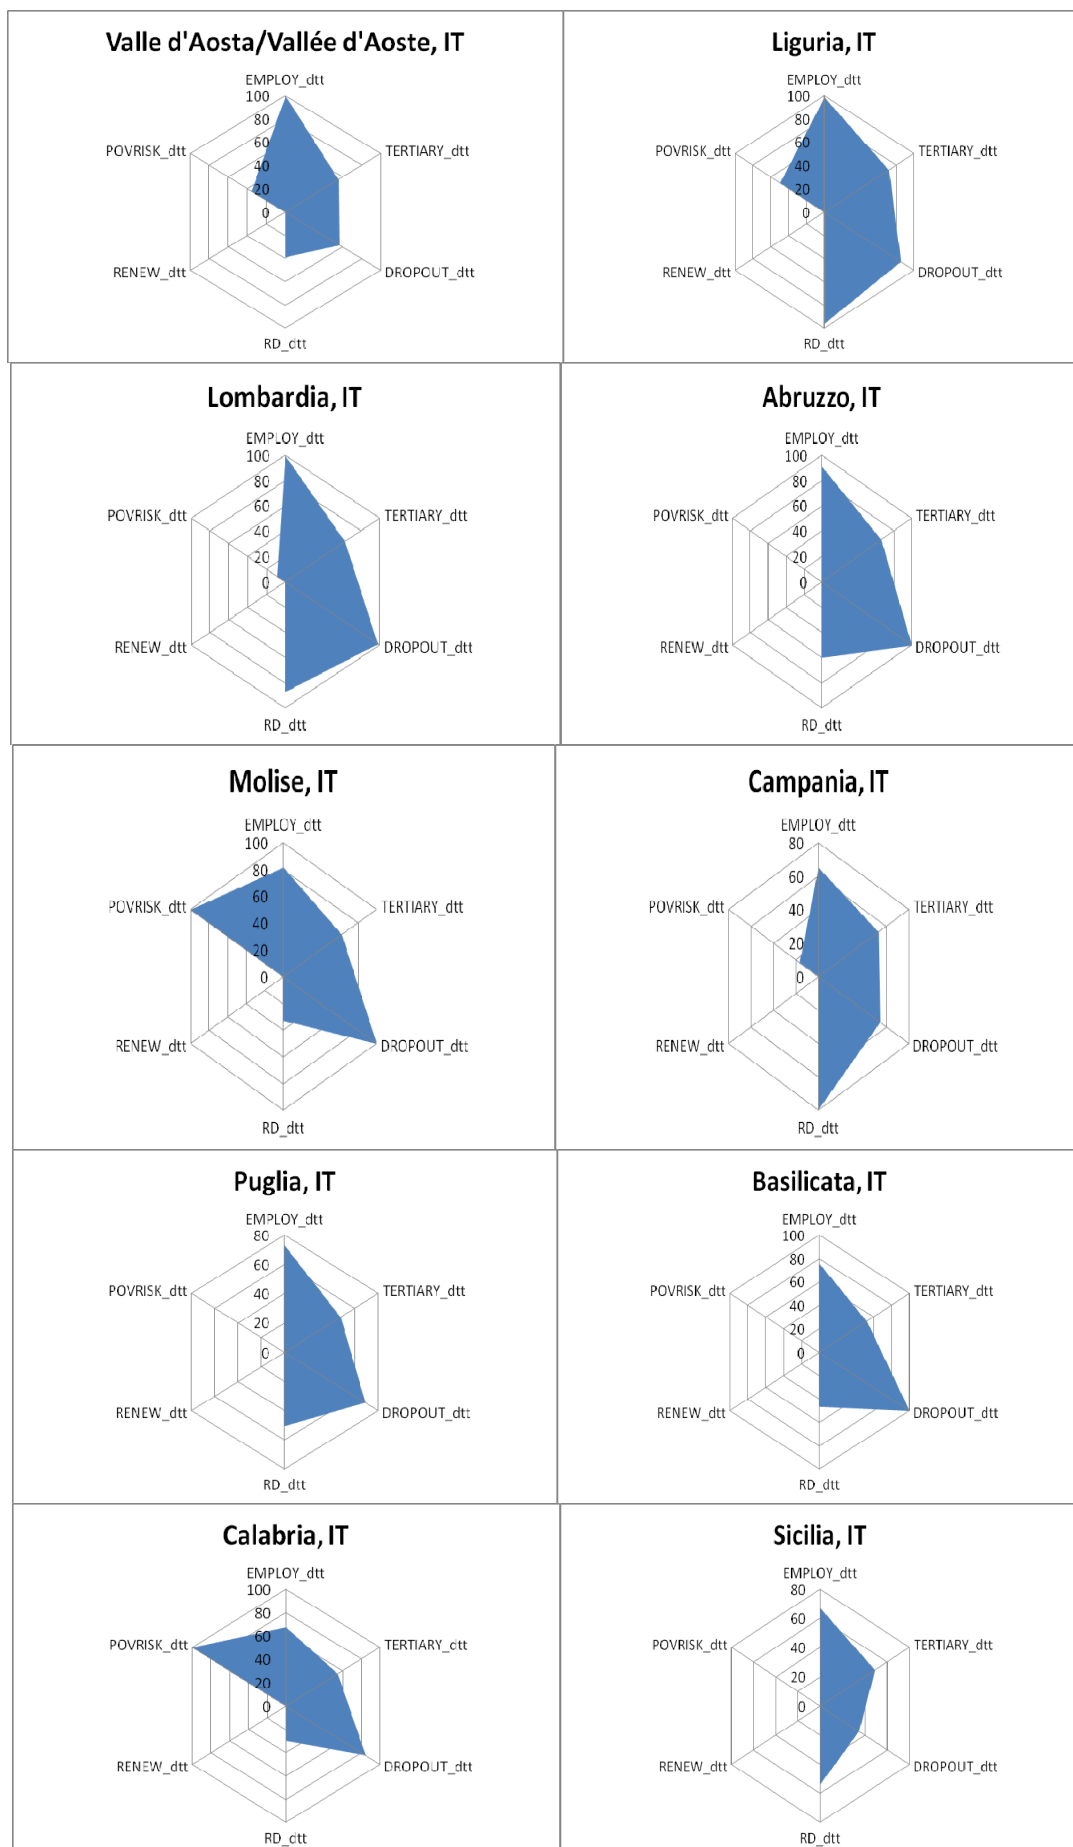 Valle d'Aosta/Vallée d'Aoste, IT
EMPLOY_dtt
100
80
60
40
20
0
TERTIARY_dtt
DROPOUT_dtt
RD_dtt
RENEW_dtt
POVRISK_dtt
Liguria, IT
EMPLOY_dtt
100
80
60
40
20
0
TERTIARY_dtt
DROPOUT_dtt
RD_dtt
RENEW_dtt
POVRISK_dtt
Lombardia, IT
EMPLOY_dtt
100
80
60
40
20
0
TERTIARY_dtt
DROPOUT_dtt
RD_dtt
RENEW_dtt
POVRISK_dtt
Abruzzo, IT
EMPLOY_dtt
100
80
60
40
20
0
TERTIARY_dtt
DROPOUT_dtt
RD_dtt
RENEW_dtt
POVRISK_dtt
Molise, IT
EMPLOY_dtt
100
80
60
40
20
0
TERTIARY_dtt
DROPOUT_dtt
RD_dtt
RENEW_dtt
POVRISK_dtt
Campania, IT
EMPLOY_dtt
80
60
40
20
0
TERTIARY_dtt
DROPOUT_dtt
RD_dtt
RENEW_dtt
POVRISK_dtt
Puglia, IT
EMPLOY_dtt
80
60
40
20
0
TERTIARY_dtt
DROPOUT_dtt
RD_dtt
RENEW_dtt
POVRISK_dtt
Basilicata, IT
EMPLOY_dtt
100
80
60
40
20
0
TERTIARY_dtt
DROPOUT_dtt
RD_dtt
RENEW_dtt
POVRISK_dtt
Calabria, IT
EMPLOY_dtt
100
80
60
40
20
0
TERTIARY_dtt
DROPOUT_dtt
RD_dtt
RENEW_dtt
POVRISK_dtt
Sicilia, IT
EMPLOY_dtt
80
60
40
20
0
TERTIARY_dtt
DROPOUT_dtt
RD_dtt
RENEW_dtt
POVRISK_dtt